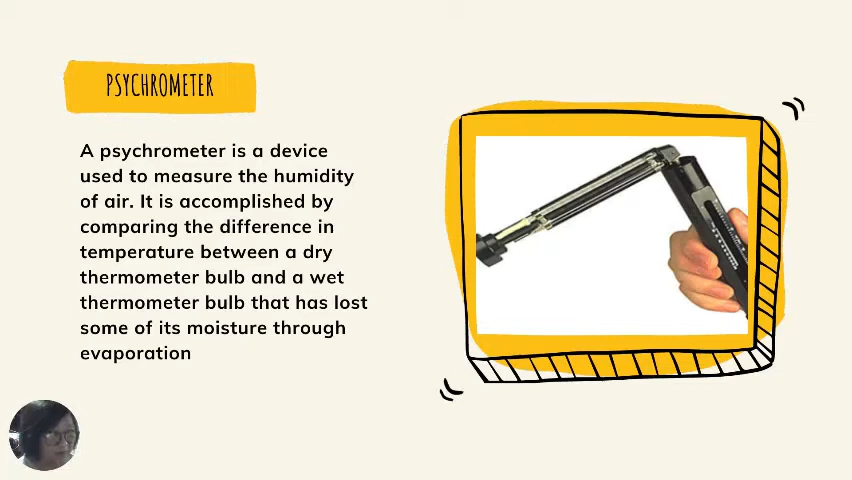 PSYCHROMETER
A psychrometer is a device
used to measure the humidity
of air. It is accomplished by
comparing the difference in
temperature between a dry
thermometer bulb and a wet
thermometer bulb that has lost
some of its moisture through
evaporation